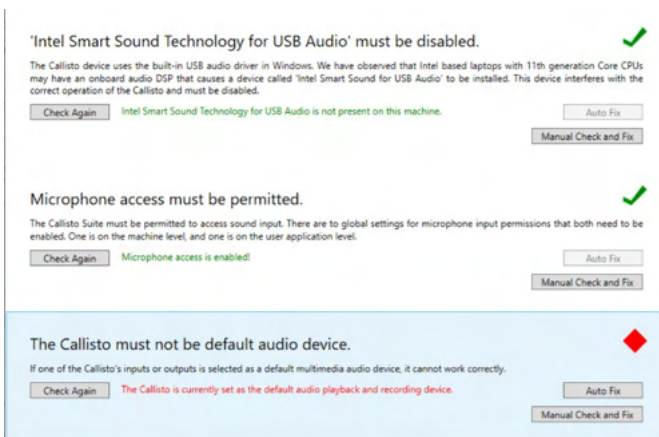 'Intel Smart Sound Technology for USB Audio' must be disabled.
The Callisto device uses the built-in USB audio driver in Windows. We have observed that Intel based laptops with 11th generation Core CPUs
may have an onboard audio DSP that causes a device called 'Intel Smart Sound for USB Audio' to be installed. This device interferes with the
correct operation of the Callisto and must be disabled.
Check Again
Intel Smart Sound Technology for USB Audio is not present on this machine.
Auto Fix
Manual Check and Fix
Microphone access must be permitted.
The Callisto Suite must be permitted to access sound input. There are to global settings for microphone input permissions that both need to be
enabled. One is on the machine level, and one is on the user application level.
Check Again
Microphone access is enabled!
Auto Fix
Manual Check and Fix
The Callisto must not be default audio device.
If one of the Callisto's inputs or outputs is selected as a default multimedia audio device, it cannot work correctly.
Check Again
The Callisto is currently set as the default audio playback and recording device.
Auto Fix
Manual Check and Fix